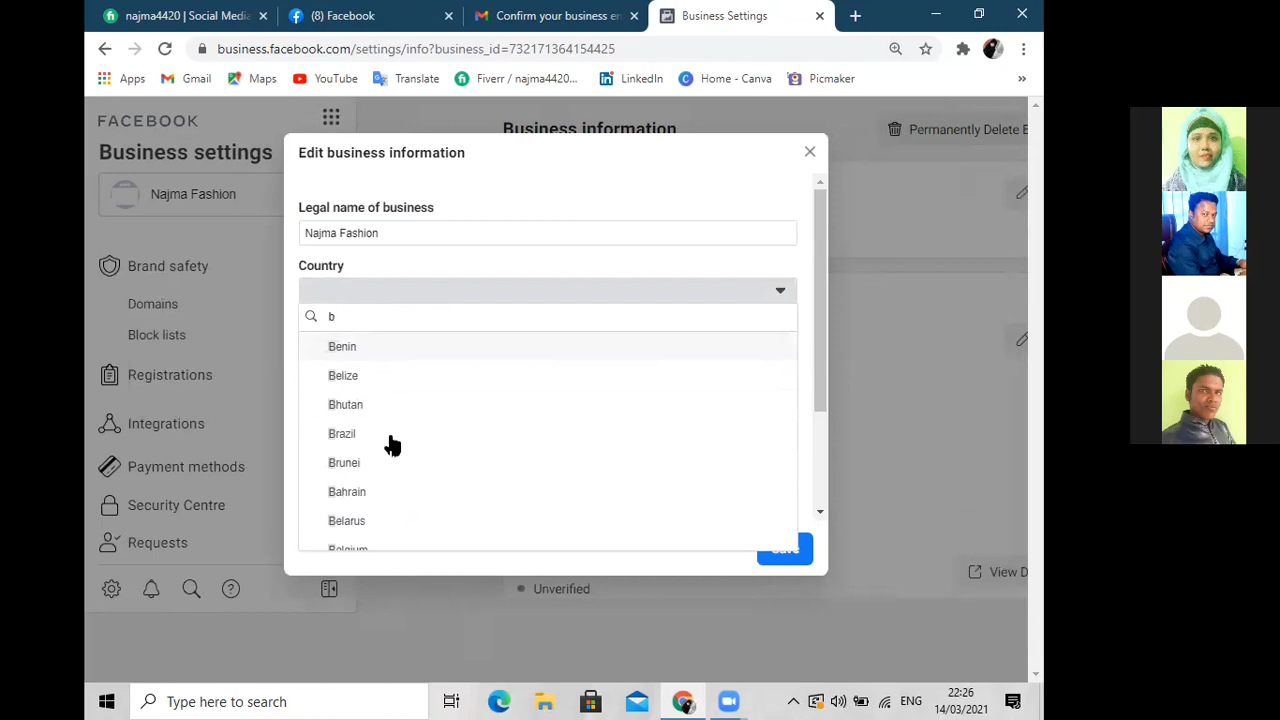 najma4420 | Social Media
(8) Facebook
Confirm your business em
Business Settings
business.facebook.com/settings/info?business_id=732171364154425
Apps
Gmail
Maps
YouTube
Translate
Fiverr / najma4420...
LinkedIn
Home - Canva
Picmaker
»
FACEBOOK
Business settings
Najma Fashion
Brand safety
Domains
Block lists
Registrations
Integrations
Payment methods
Security Centre
Requests
Business information
Permanently Delete B
Edit business information
Legal name of business
Najma Fashion
Country
b
Benin
Belize
Bhutan
Brazil
Brunei
Bahrain
Belarus
Belgium
Save
Unverified
View D
Type here to search
ENG
22:26
14/03/2021